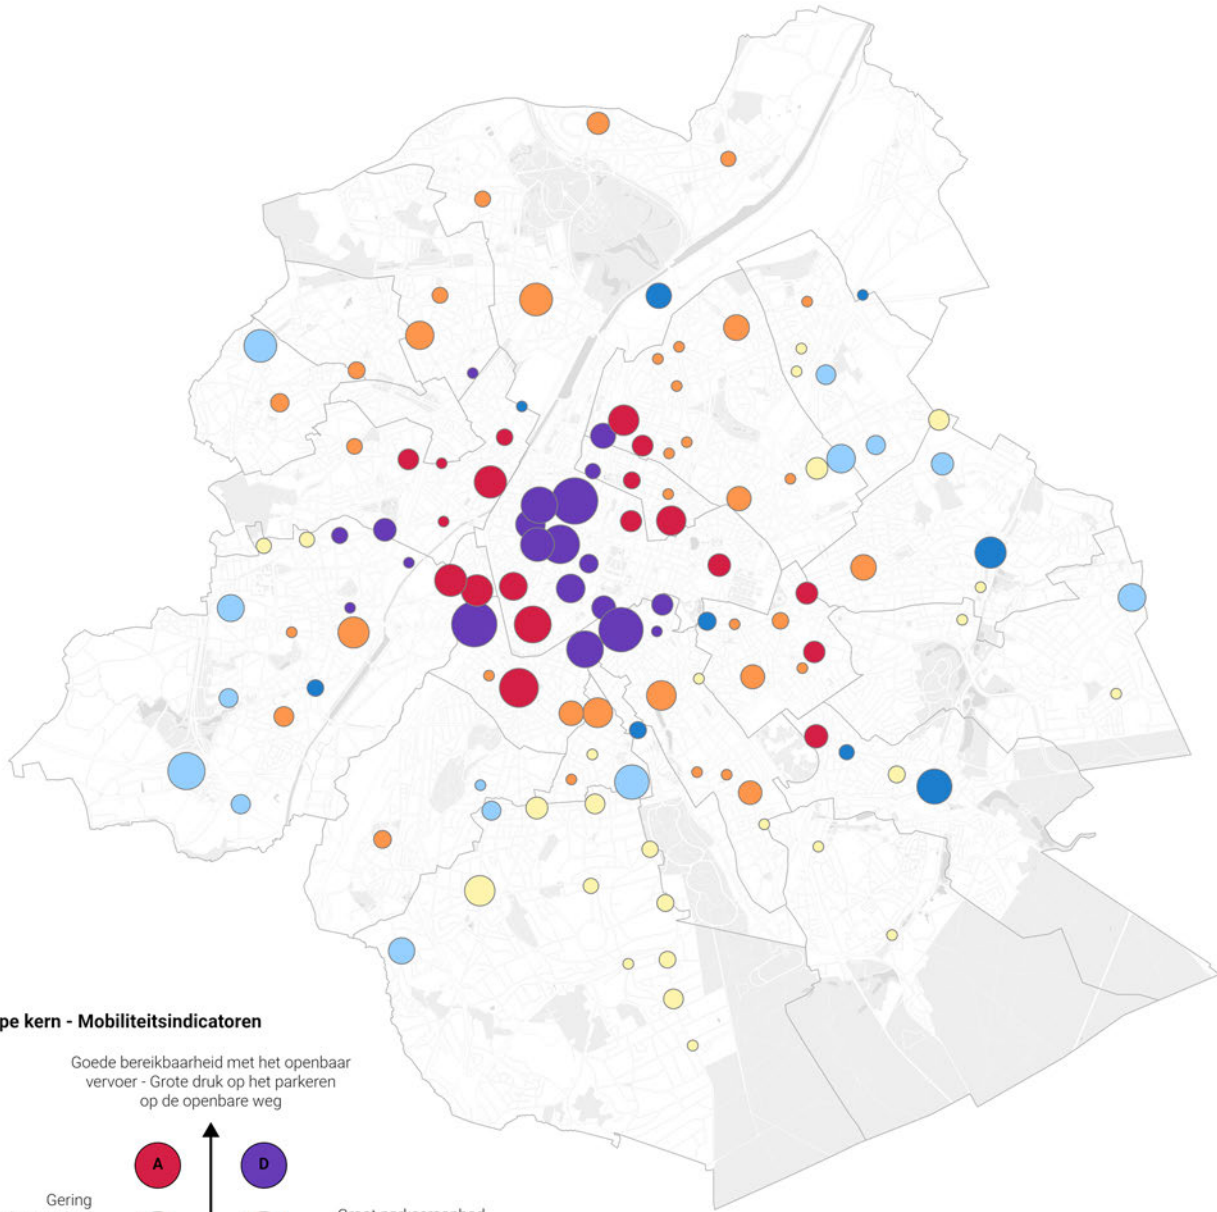 pe kern - Mobiliteitsindicatoren
Goede bereikbaarheid met het openbaar
vervoer - Grote druk op het parkeren
op de openbare weg
A
D
Gering